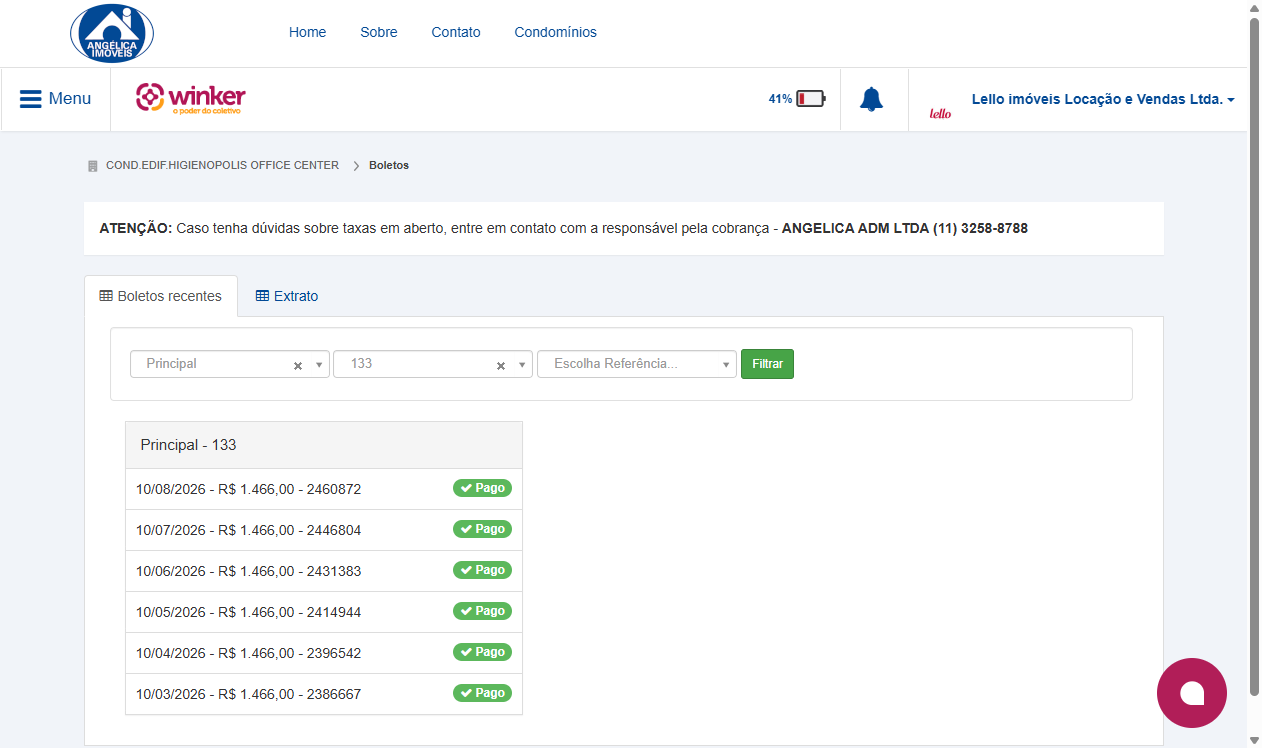 Home Sobre Contato Condomínios
ANGÉLICA
IMÓVEIS
Menu winker 41% lello Lello imóveis Locação e Vendas Ltda.
o poder do coletivo
COND.EDIF.HIGIENOPOLIS OFFICE CENTER > Boletos
ATENÇÃO: Caso tenha dúvidas sobre taxas em aberto, entre em contato com a responsável pela cobrança - ANGELICA ADM LTDA (11) 3258-8788
Boletos recentes Extrato
Principal × 133 × Escolha Referência... Filtrar
Principal - 133
10/08/2026 - R$ 1.466,00 - 2460872 Pago
10/07/2026 - R$ 1.466,00 - 2446804 Pago
10/06/2026 - R$ 1.466,00 - 2431383 Pago
10/05/2026 - R$ 1.466,00 - 2414944 Pago
10/04/2026 - R$ 1.466,00 - 2396542 Pago
10/03/2026 - R$ 1.466,00 - 2386667 Pago